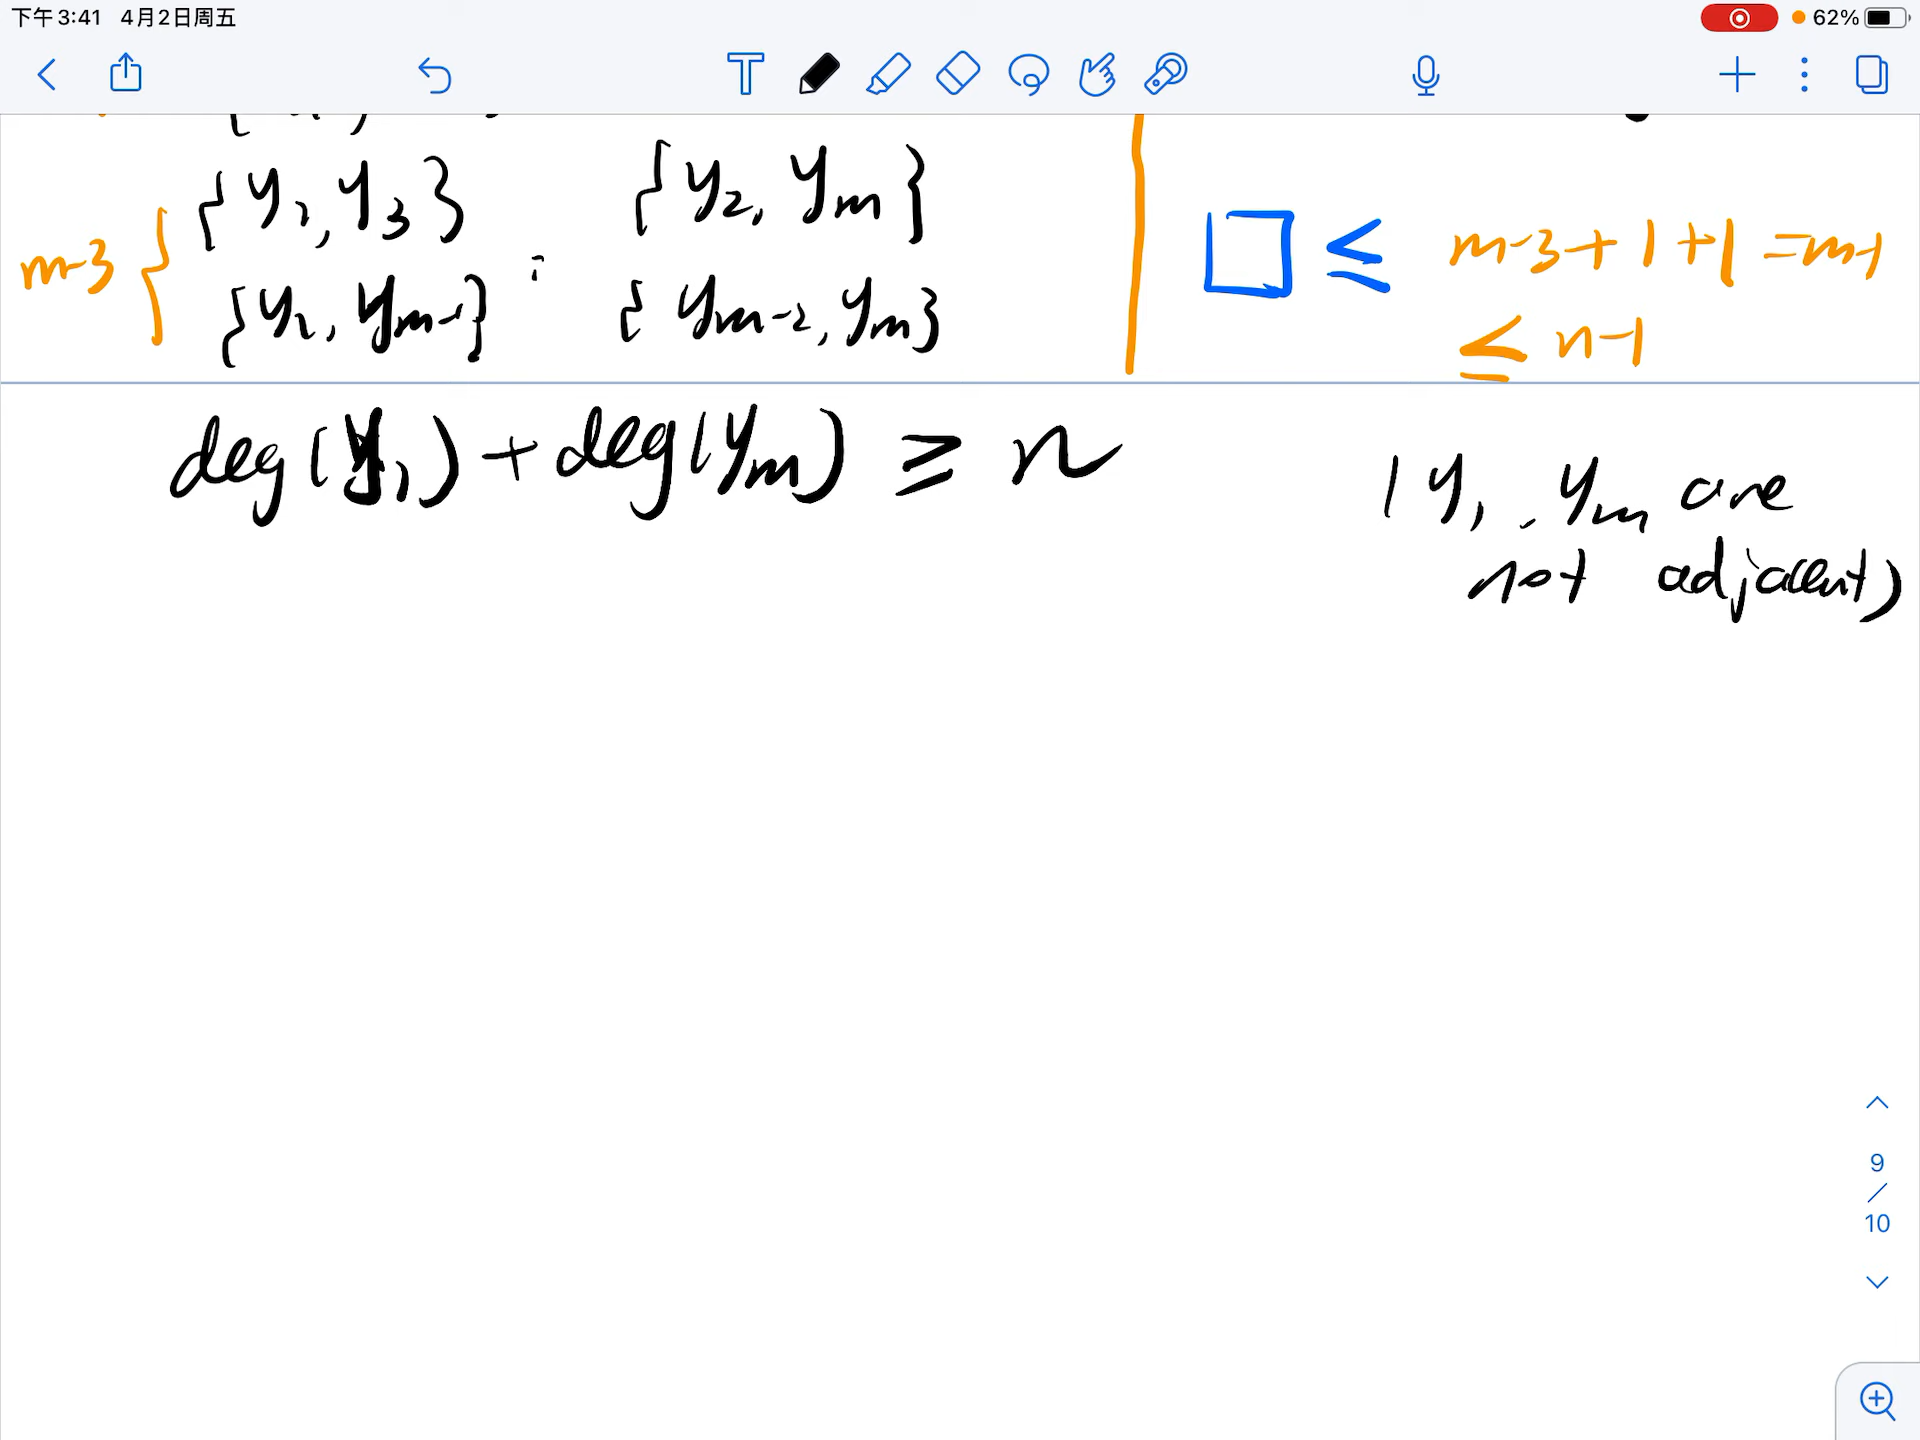 下午3:41 4月2日周五
62%
{y₁, y₃} {y₂, yₘ}
m-3 {
⋮
{y₁, yₘ₋₁} {yₘ₋₂, yₘ}
□ ≤ m-3+1+1=m-1
≤ n-1
deg(y₁)+deg(yₘ) ≥ n
(y₁, yₘ are
not adjacent)
9
/
10